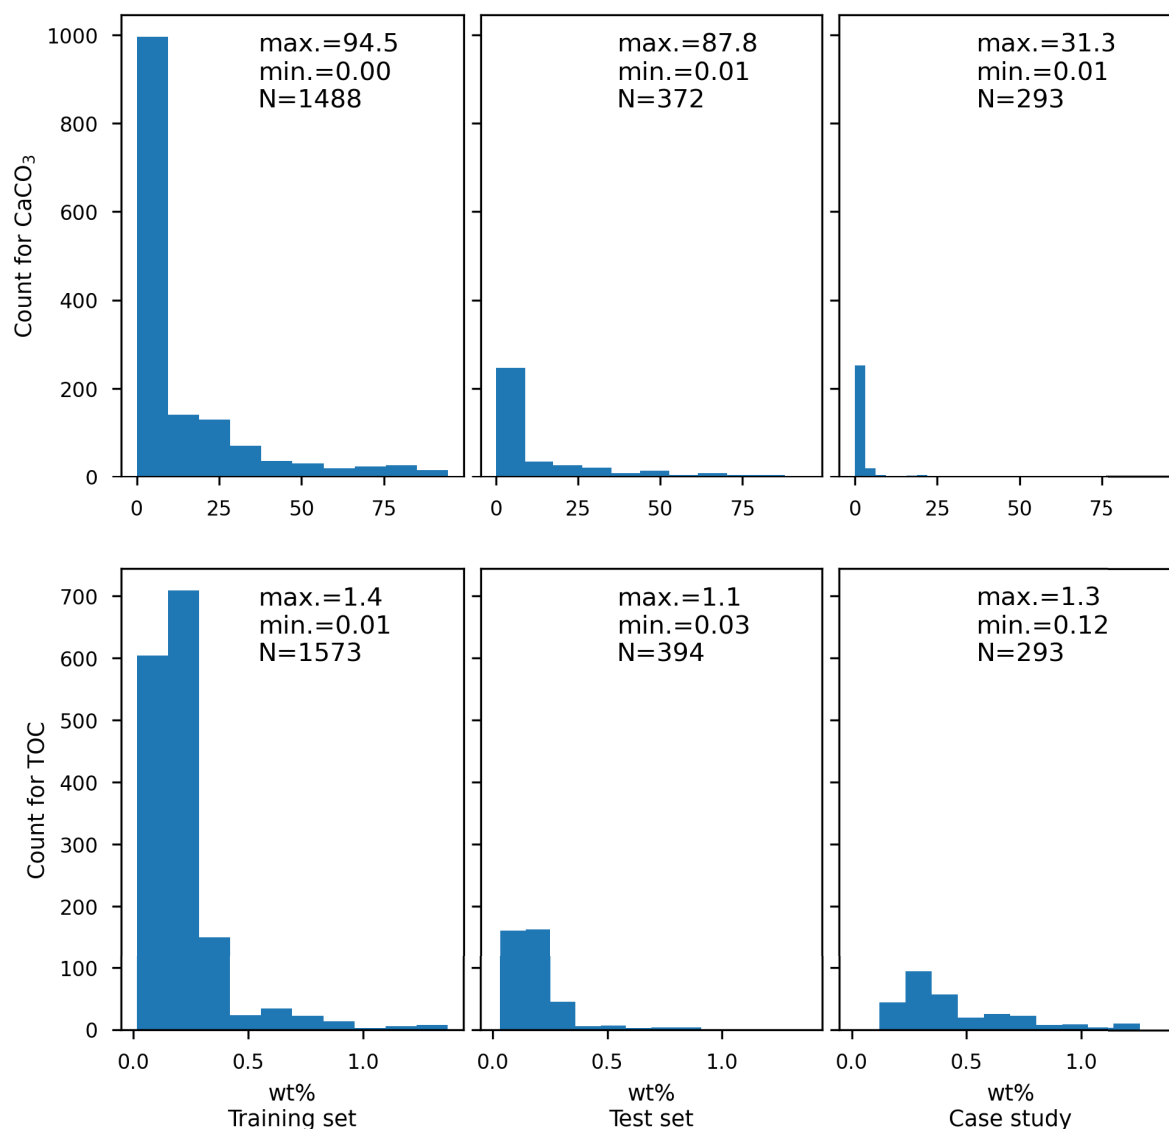 Count for CaCO₃
1000
800
600
400
200
0
max.=94.5
min.=0.00
N=1488
0 25 50 75
max.=87.8
min.=0.01
N=372
0 25 50 75
max.=31.3
min.=0.01
N=293
0 25 50 75
Count for TOC
700
600
500
400
300
200
100
0
max.=1.4
min.=0.01
N=1573
0.0 0.5 1.0
wt%
Training set
max.=1.1
min.=0.03
N=394
0.0 0.5 1.0
wt%
Test set
max.=1.3
min.=0.12
N=293
0.0 0.5 1.0
wt%
Case study